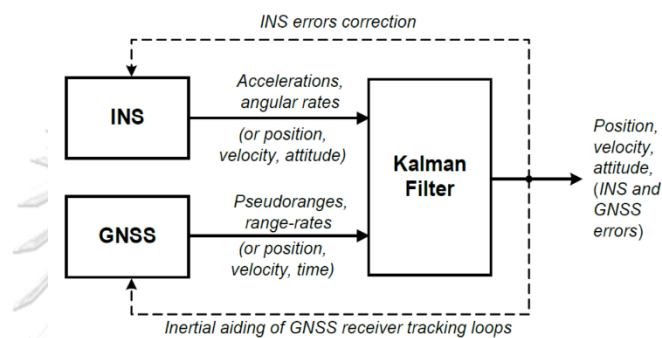 INS errors correction
INS
Accelerations,
angular rates
(or position,
velocity, attitude)
Kalman
Filter
Position,
velocity,
attitude,
(INS and
GNSS
errors)
GNSS
Pseudoranges,
range-rates
(or position,
velocity, time)
Inertial aiding of GNSS receiver tracking loops